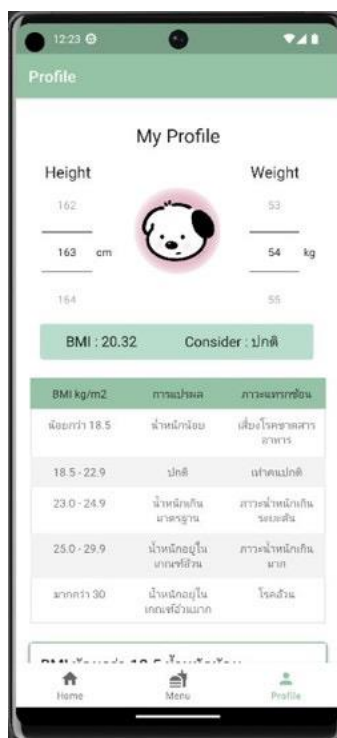 12:23
Profile
My Profile
Height Weight
162 53
163 cm 54 kg
164 55
BMI : 20.32 Consider : ปกติ
BMI kg/m2 การแปรผล ภาวะแทรกซ้อน
น้อยกว่า 18.5 น้ำหนักน้อย เสี่ยงโรคขาดสาร
อาหาร
18.5 - 22.9 ปกติ เท่าคนปกติ
23.0 - 24.9 น้ำหนักเกิน ภาวะน้ำหนักเกิน
มาตรฐาน ระยะต้น
25.0 - 29.9 น้ำหนักอยู่ใน ภาวะน้ำหนักเกิน
เกณฑ์อ้วน มาก
มากกว่า 30 น้ำหนักอยู่ใน โรคอ้วน
เกณฑ์อ้วนมาก
Home Menu Profile